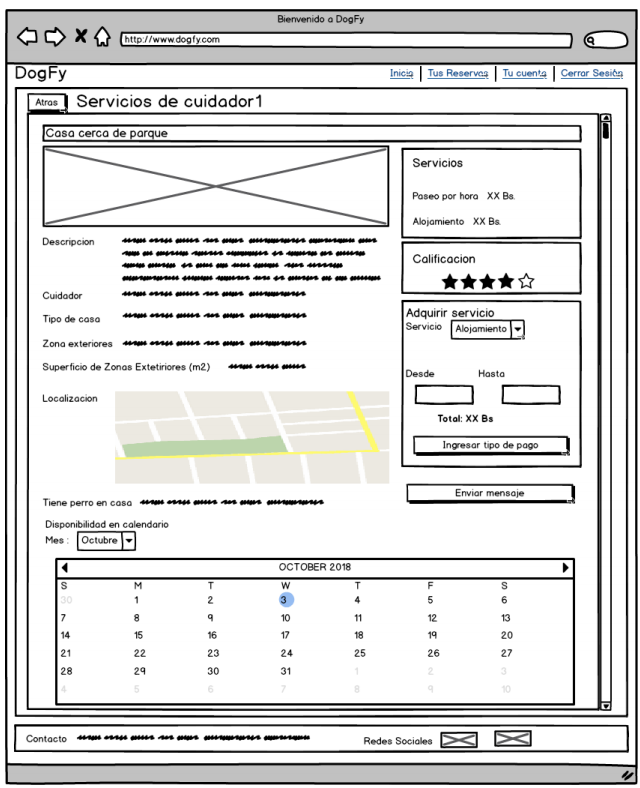 Bienvenido a DogFy
http://www.dogfy.com
DogFy
Inicio
Tus Reservas
Tu cuenta
Cerrar Sesión
Atras
Servicios de cuidador1
Casa cerca de parque
Servicios
Paseo por hora XX Bs.
Alojamiento XX Bs.
Descripcion
Calificacion
Cuidador
Tipo de casa
Zona exteriores
Superficio de Zonas Extetiriores (m2)
Adquirir servicio
Servicio Alojamiento
Desde Hasta
Total: XX Bs
Ingresar tipo de pago
Localizacion
Enviar mensaje
Tiene perro en casa
Disponibilidad en calendario
Mes : Octubre
OCTOBER 2018
S M T W T F S
30 1 2 3 4 5 6
7 8 9 10 11 12 13
14 15 16 17 18 19 20
21 22 23 24 25 26 27
28 29 30 31 1 2 3
4 5 6 7 8 9 10
Contacto
Redes Sociales